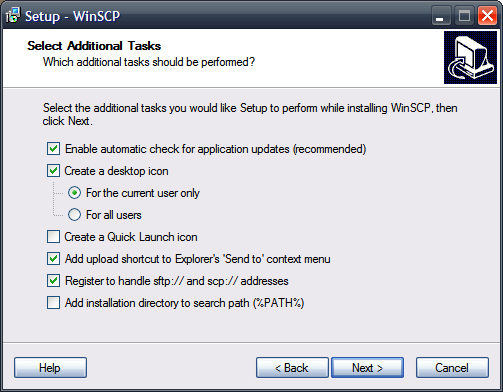 Setup - WinSCP
Select Additional Tasks
Which additional tasks should be performed?
Select the additional tasks you would like Setup to perform while installing WinSCP, then
click Next.
Enable automatic check for application updates (recommended)
Create a desktop icon
For the current user only
For all users
Create a Quick Launch icon
Add upload shortcut to Explorer's 'Send to' context menu
Register to handle sftp:// and scp:// addresses
Add installation directory to search path (%PATH%)
Help
< Back
Next >
Cancel